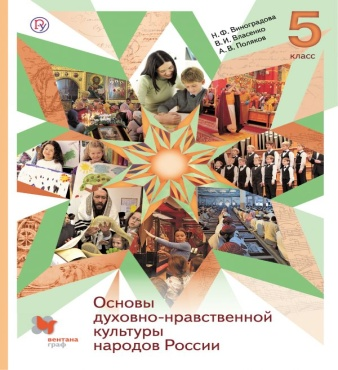 Н. Ф. Виноградова
В. И. Власенко
А. В. Поляков
5
класс
Основы
духовно-нравственной
культуры
народов России
вентана
граф